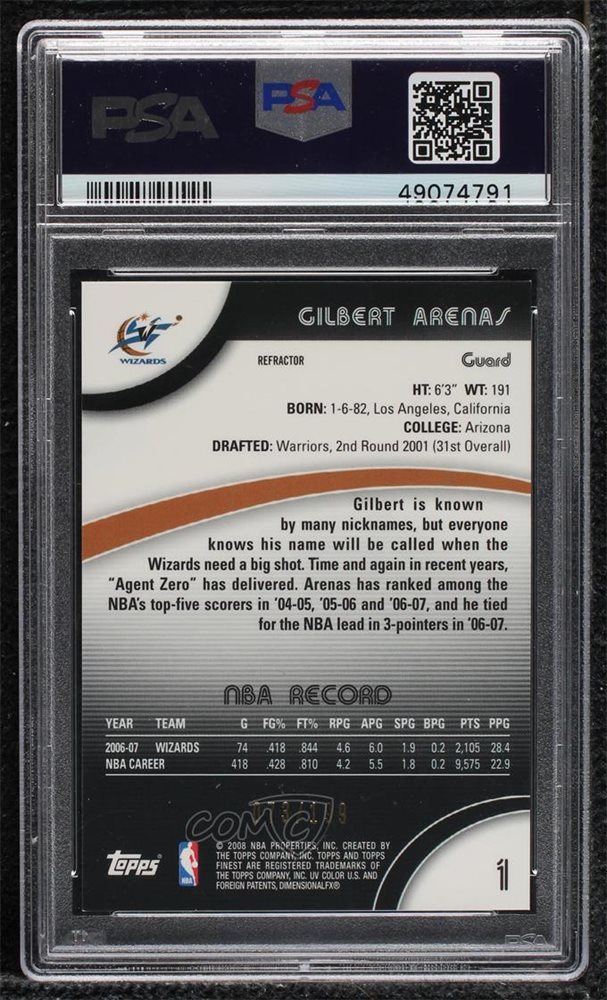 PSA
PSA
49074791
WIZARDS
GILBERT ARENAS
REFRACTOR
Guard
HT: 6'3" WT: 191
BORN: 1-6-82, Los Angeles, California
COLLEGE: Arizona
DRAFTED: Warriors, 2nd Round 2001 (31st Overall)
Gilbert is known
by many nicknames, but everyone
knows his name will be called when the
Wizards need a big shot. Time and again in recent years,
"Agent Zero" has delivered. Arenas has ranked among the
NBA's top-five scorers in '04-05, '05-06 and '06-07, and he tied
for the NBA lead in 3-pointers in '06-07.
NBA RECORD
YEAR TEAM G FG% FT% RPG APG SPG BPG PTS PPG
2006-07 WIZARDS 74 .418 .844 4.6 6.0 1.9 0.2 2,105 28.4
NBA CAREER 418 .428 .810 4.2 5.5 1.8 0.2 9,575 22.9
COMC
Topps
NBA
© 2008 NBA PROPERTIES, INC. CREATED BY
THE TOPPS COMPANY, INC. TOPPS AND TOPPS
FINEST ARE REGISTERED TRADEMARKS OF
THE TOPPS COMPANY, INC. UV COLOR U.S. AND
FOREIGN PATENTS, DIMENSIONALFX®
1
PSA